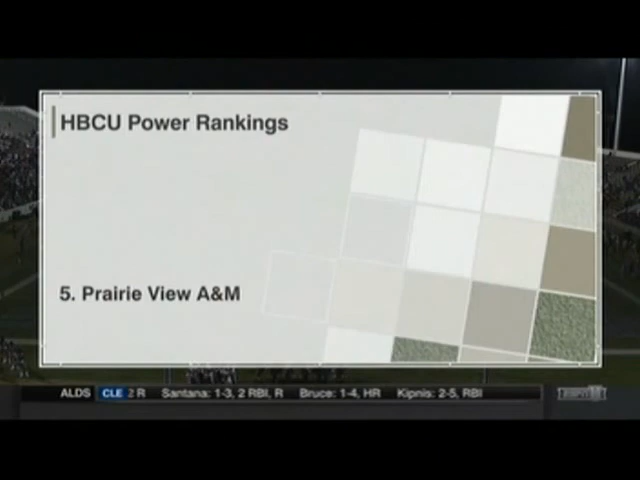 HBCU Power Rankings
5. Prairie View A&M
ALDS CLE 2 R Santana: 1-3, 2 RBI, R Bruce: 1-4, HR Kipnis: 2-5, RBI